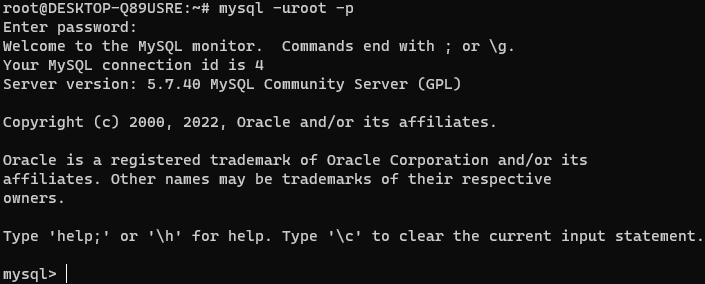 root@DESKTOP-Q89USRE:~# mysql -uroot -p
Enter password:
Welcome to the MySQL monitor.  Commands end with ; or \g.
Your MySQL connection id is 4
Server version: 5.7.40 MySQL Community Server (GPL)
Copyright (c) 2000, 2022, Oracle and/or its affiliates.
Oracle is a registered trademark of Oracle Corporation and/or its
affiliates. Other names may be trademarks of their respective
owners.
Type 'help;' or '\h' for help. Type '\c' to clear the current input statement.
mysql>